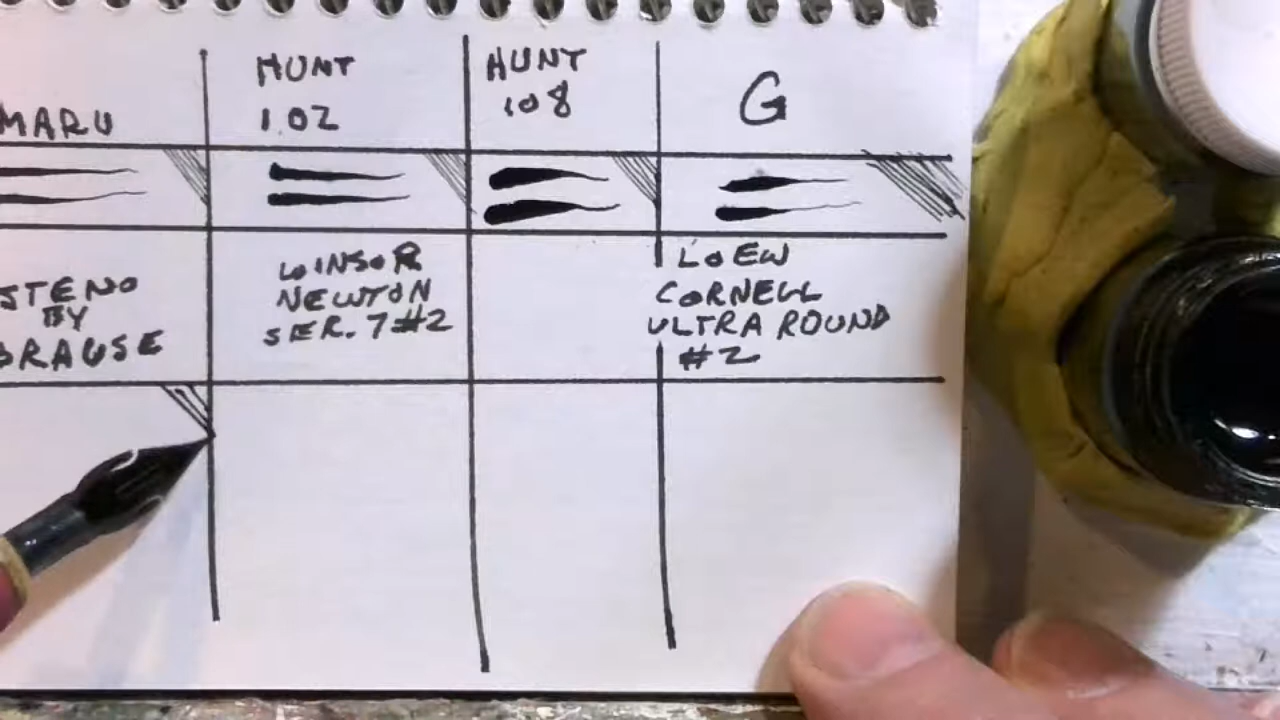 MARU
HUNT
102
HUNT
108
G
STENO
BY
BRAUSE
WINSOR
NEWTON
SER. 7 #2
LOEW
CORNELL
ULTRA ROUND
#2